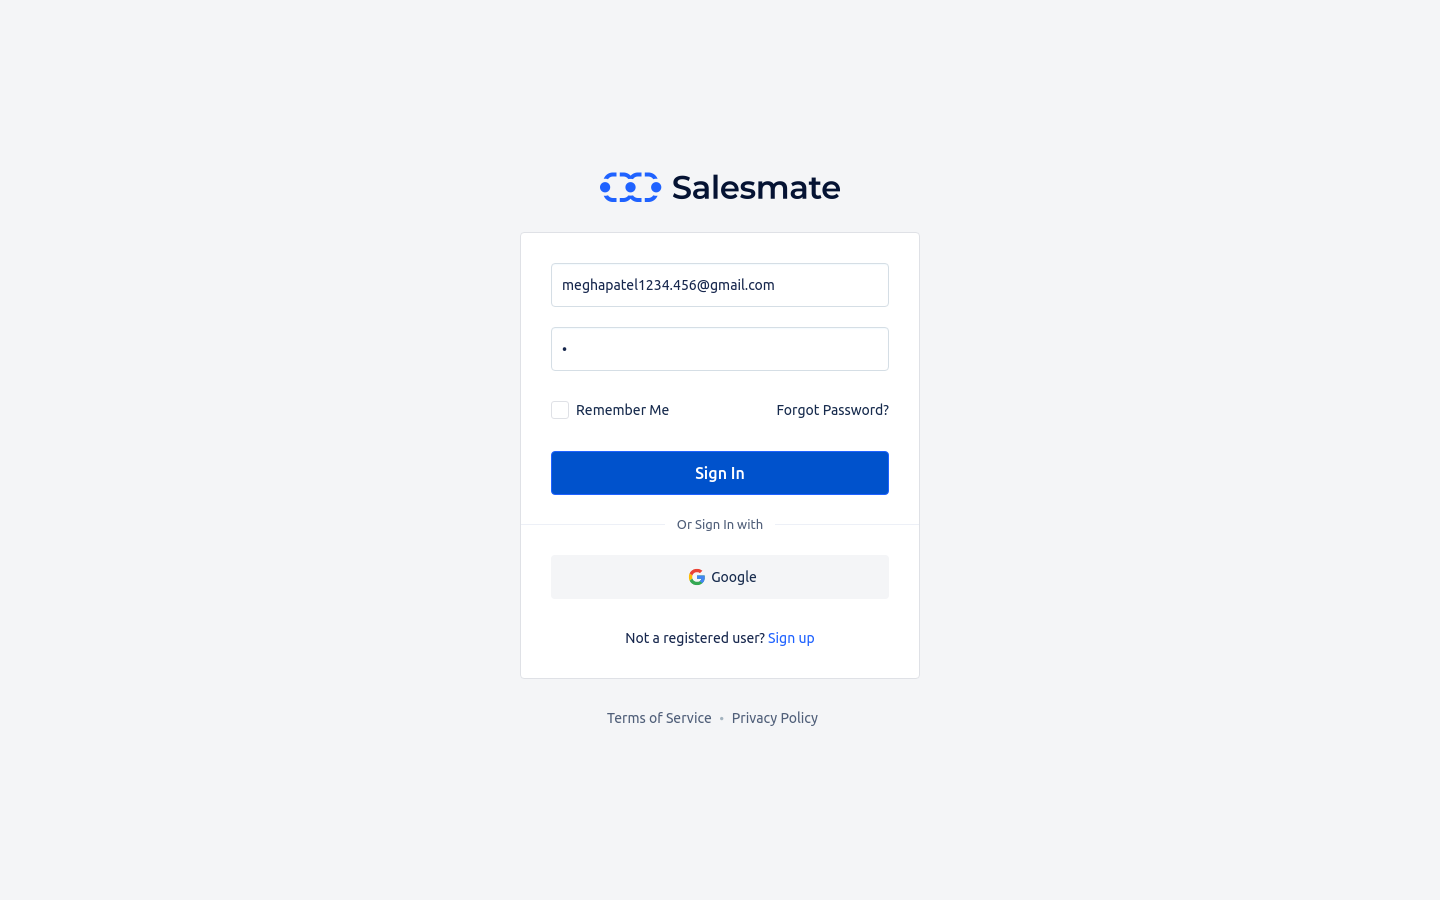 Salesmate
meghapatel1234.456@gmail.com
•
Remember Me Forgot Password?
Sign In
Or Sign In with
Google
Not a registered user? Sign up
Terms of Service • Privacy Policy